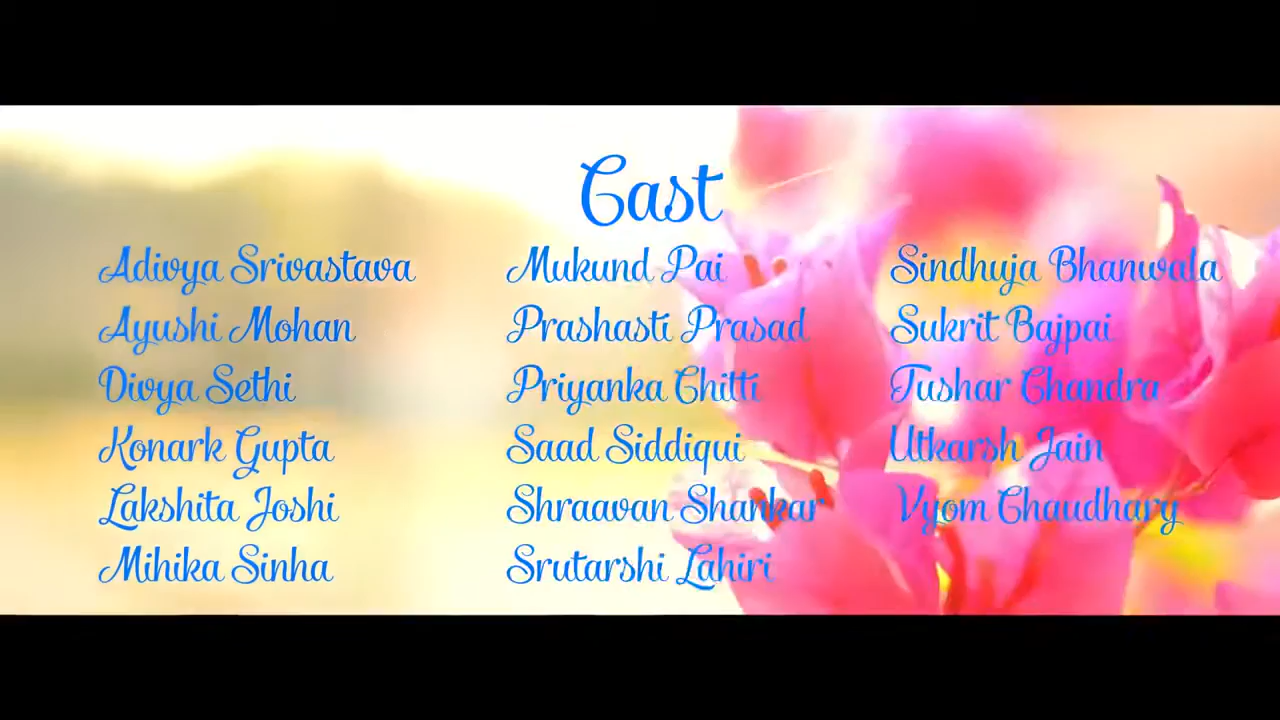 Cast
Adivya Srivastava
Ayushi Mohan
Divya Sethi
Konark Gupta
Lakshita Joshi
Mihika Sinha
Mukund Pai
Prashasti Prasad
Priyanka Chitti
Saad Siddiqui
Shraavan Shankar
Srutarshi Lahiri
Sindhuja Bhanwala
Sukrit Bajpai
Tushar Chandra
Utkarsh Jain
Vyom Chaudhary